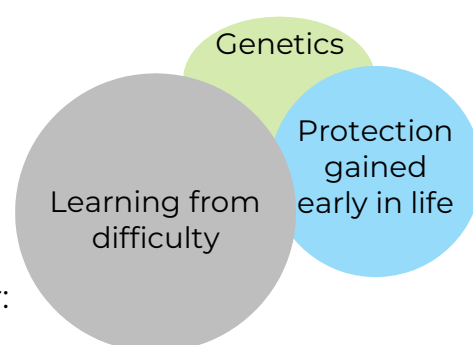 Genetics
Protection
gained
early in life
Learning from
difficulty